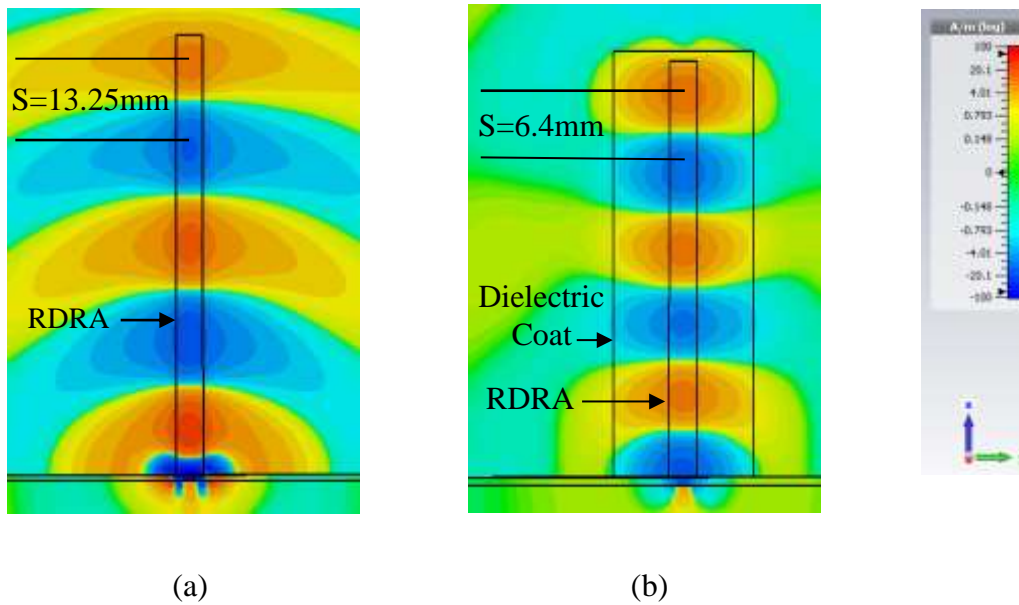 S=13.25mm
RDRA
(a)
S=6.4mm
Dielectric
Coat
RDRA
(b)
A/m (log)
100
20.1
4.01
0.793
0.148
0
-0.148
-0.793
-4.01
-20.1
-100